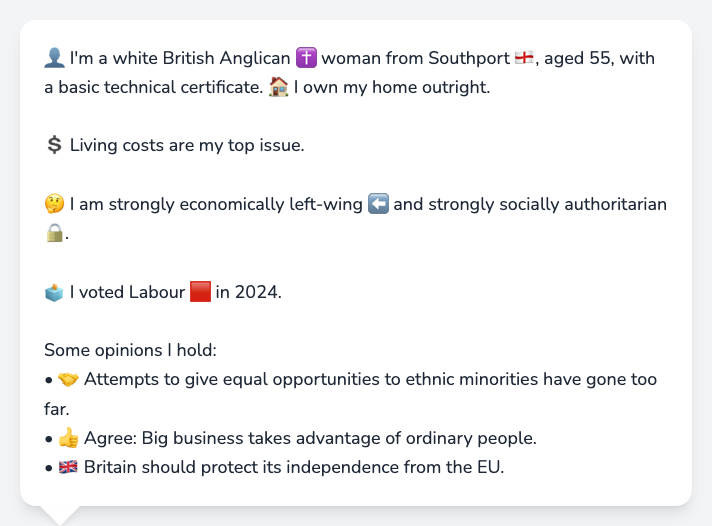 👤 I'm a white British Anglican ✝️ woman from Southport 🏴󠁧󠁢󠁥󠁮󠁧󠁿, aged 55, with
a basic technical certificate. 🏠 I own my home outright.
💲 Living costs are my top issue.
🤔 I am strongly economically left-wing ⬅️ and strongly socially authoritarian
🔒.
🗳️ I voted Labour 🟥 in 2024.
Some opinions I hold:
• 🤝 Attempts to give equal opportunities to ethnic minorities have gone too
far.
• 👍 Agree: Big business takes advantage of ordinary people.
• 🇬🇧 Britain should protect its independence from the EU.